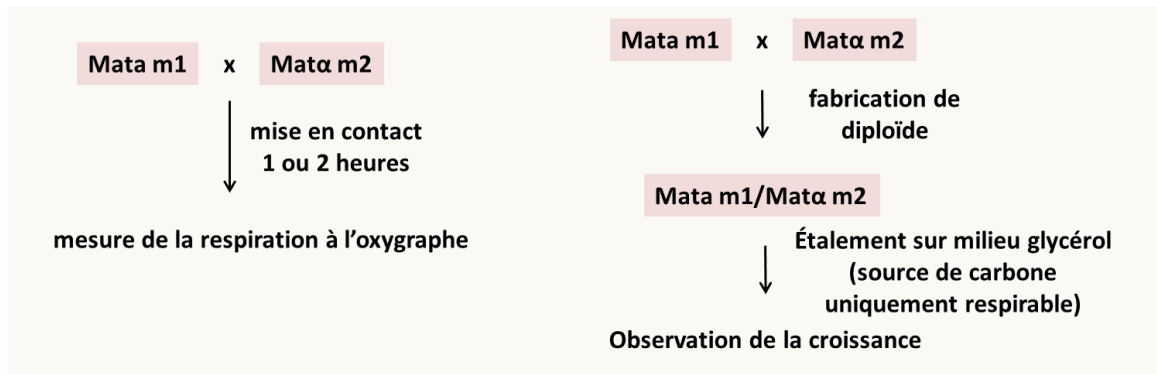 Mata m1 x Matα m2
mise en contact
1 ou 2 heures
mesure de la respiration à l'oxygraphe
Mata m1 x Matα m2
fabrication de
diploïde
Mata m1/Matα m2
Étalement sur milieu glycérol
(source de carbone
uniquement respirable)
Observation de la croissance